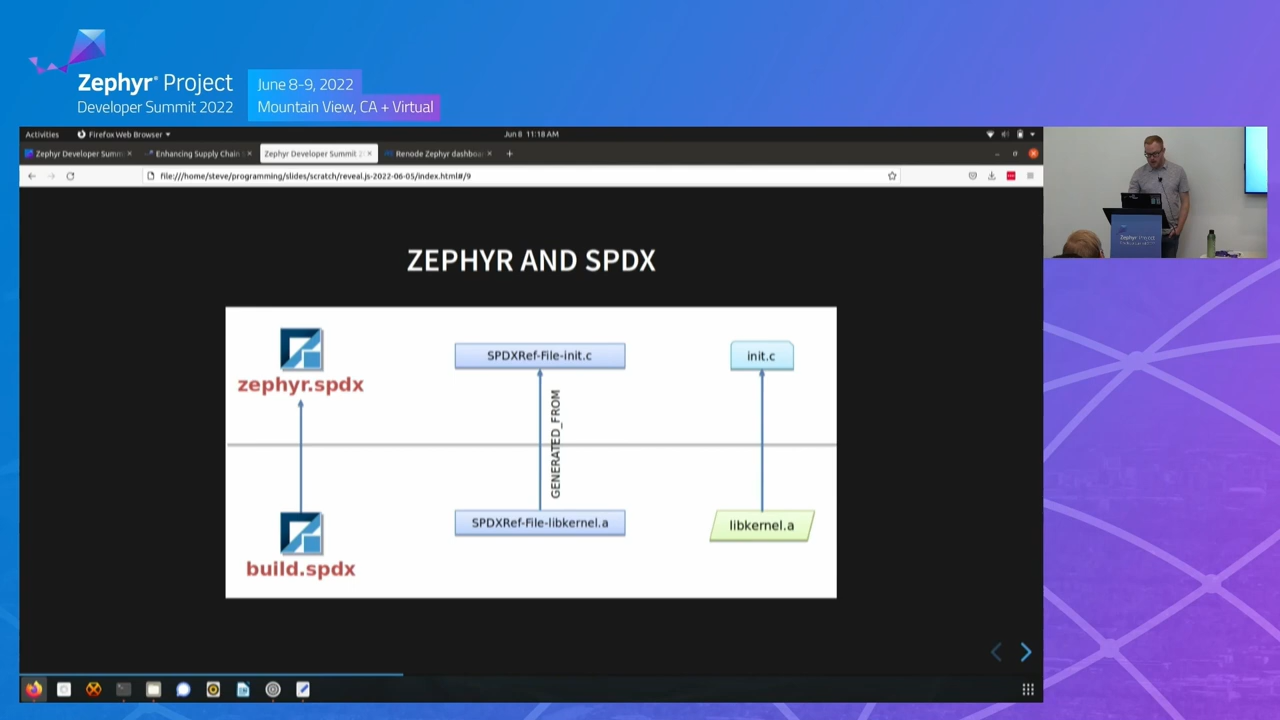 Zephyr® Project
Developer Summit 2022
June 8-9, 2022
Mountain View, CA + Virtual
Activities
Firefox Web Browser
Jun 8 11:18 AM
Zephyr Developer Summ
Enhancing Supply Chain
Zephyr Developer Summit 2
Renode Zephyr dashboa
file:///home/steve/programming/slides/scratch/reveal.js-2022-06-05/index.html#/9
ZEPHYR AND SPDX
zephyr.spdx
SPDXRef-File-init.c
init.c
GENERATED_FROM
build.spdx
SPDXRef-File-libkernel.a
libkernel.a
Zephyr Project